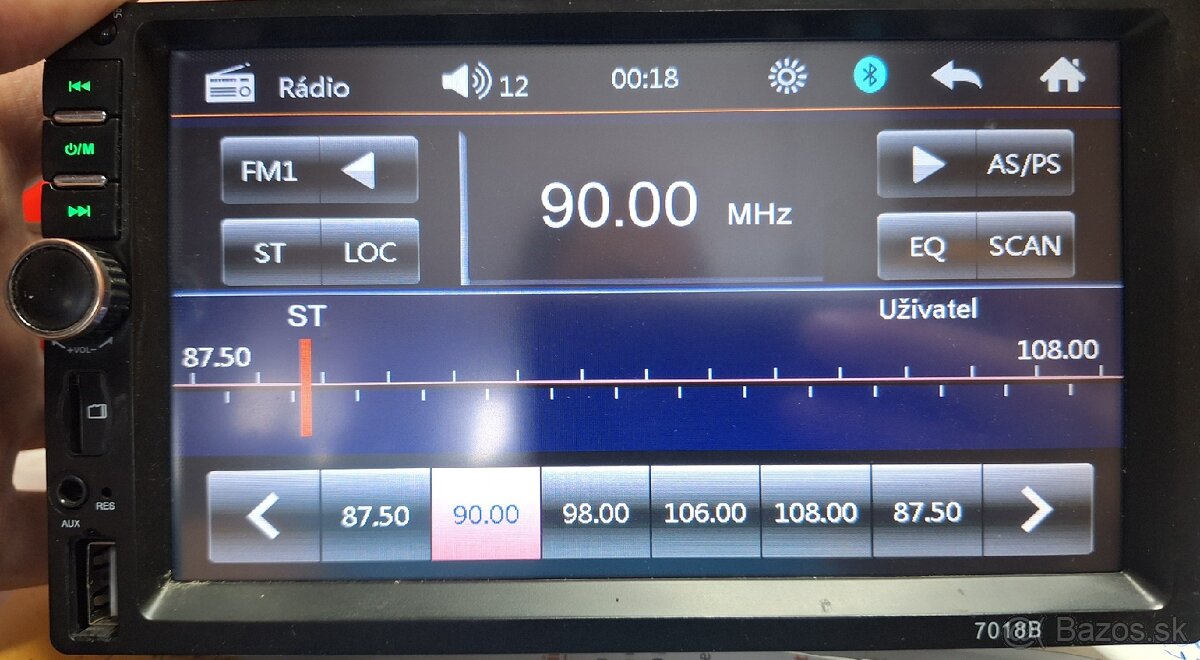 Rádio 12 00:18
FM1 AS/PS
90.00 MHz
ST LOC EQ SCAN
ST Uživatel
87.50 108.00
87.50 90.00 98.00 106.00 108.00 87.50
/M
+VOL-
RES
AUX
7018B
Bazos.sk